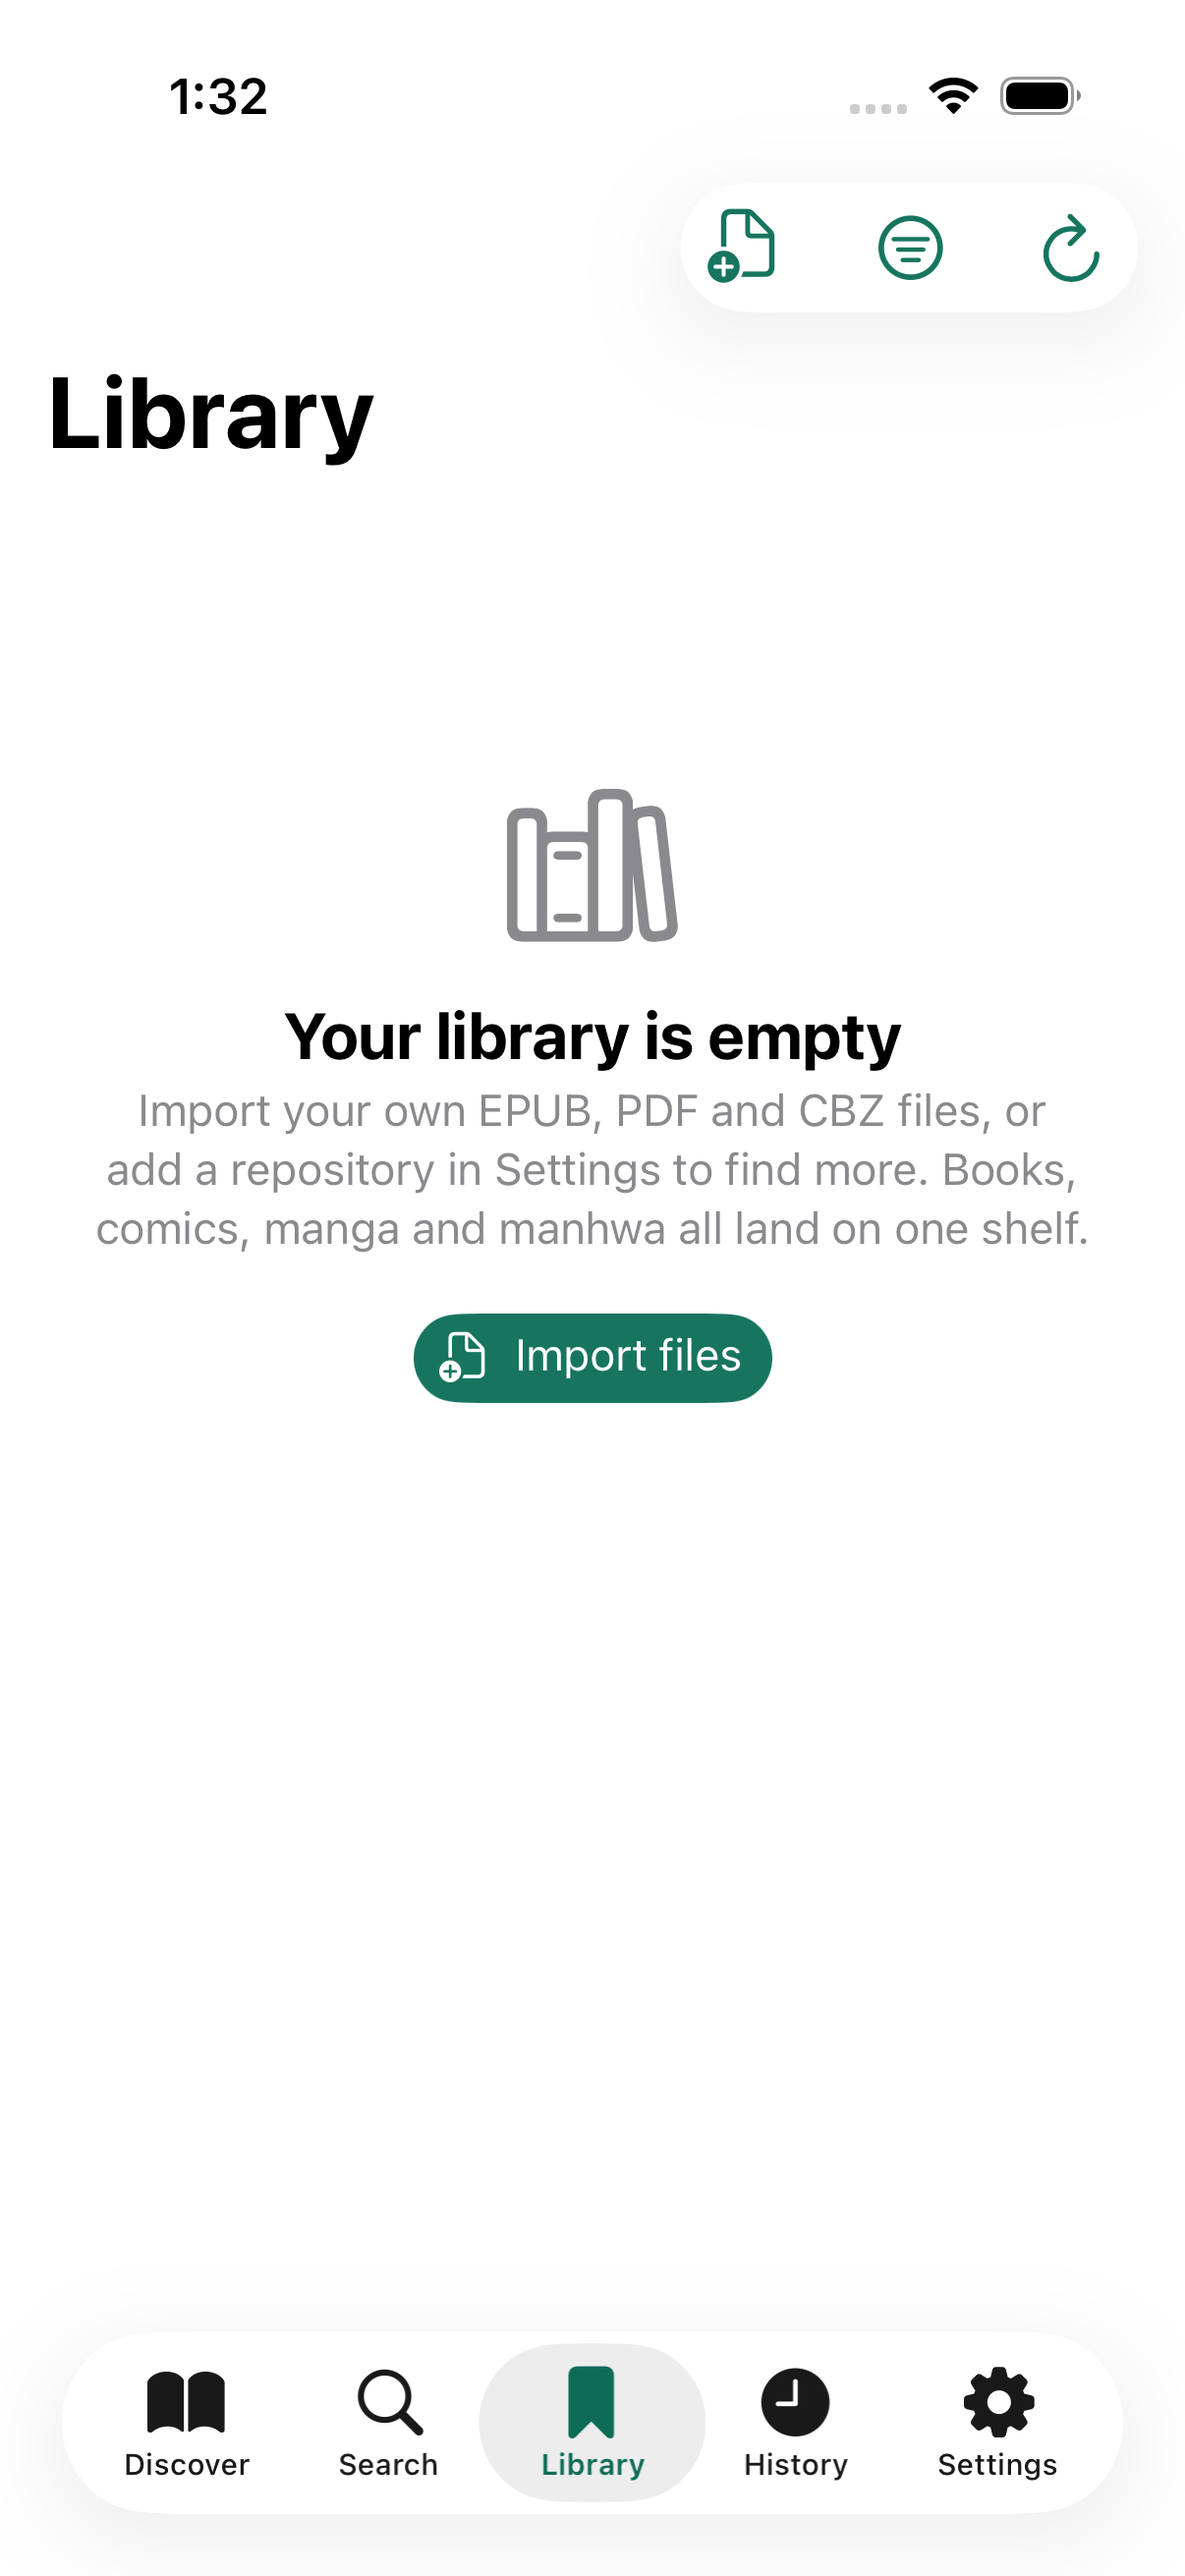 1:32
Library
Your library is empty
Import your own EPUB, PDF and CBZ files, or
add a repository in Settings to find more. Books,
comics, manga and manhwa all land on one shelf.
Import files
Discover
Search
Library
History
Settings